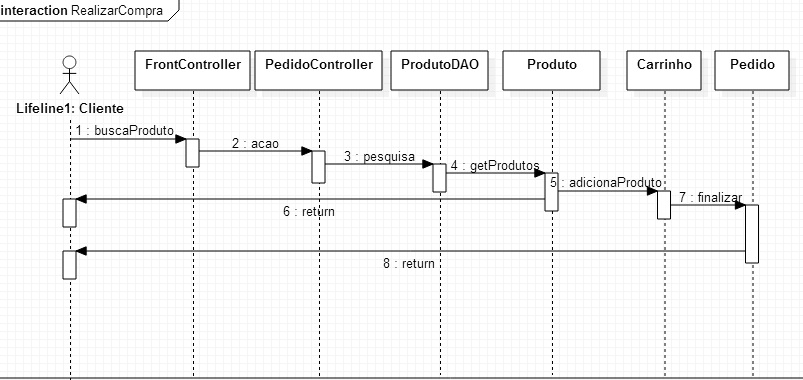 interaction RealizarCompra
FrontController
PedidoController
ProdutoDAO
Produto
Carrinho
Pedido
Lifeline1: Cliente
1 : buscaProduto
2 : acao
3 : pesquisa
4 : getProdutos
5 : adicionaProduto
7 : finalizar
6 : return
8 : return